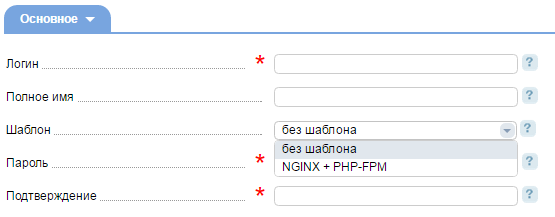 Основное
Логин * ?
Полное имя ?
Шаблон без шаблона ?
без шаблона
Пароль * NGINX + PHP-FPM ?
Подтверждение * ?